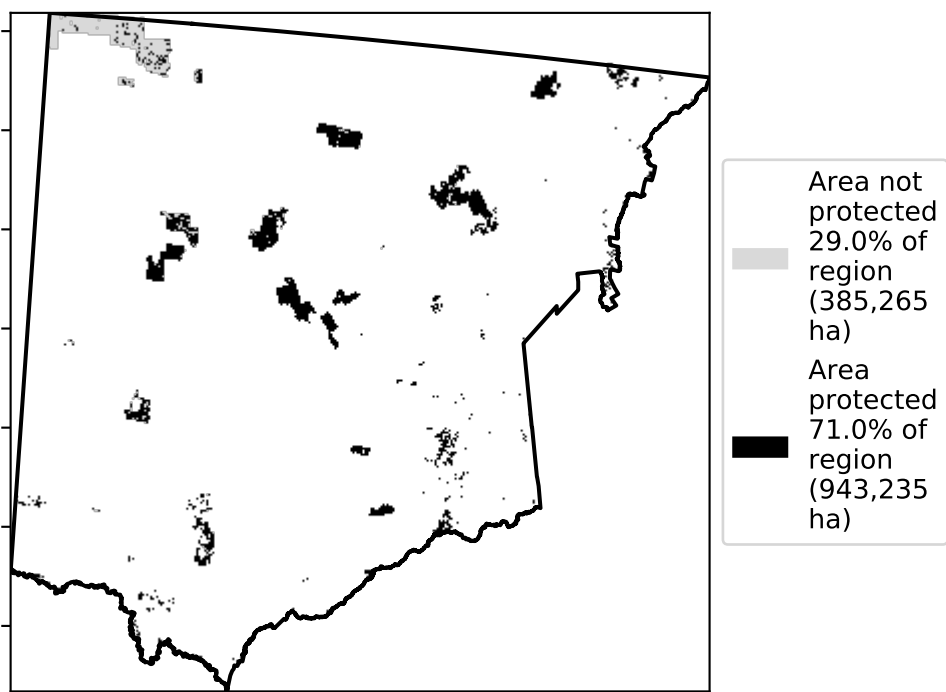 Area not
protected
29.0% of
region
(385,265
ha)
Area
protected
71.0% of
region
(943,235
ha)